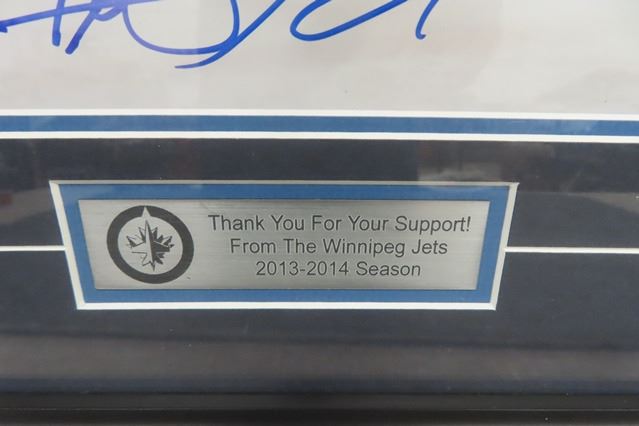 Thank You For Your Support!
From The Winnipeg Jets
2013-2014 Season